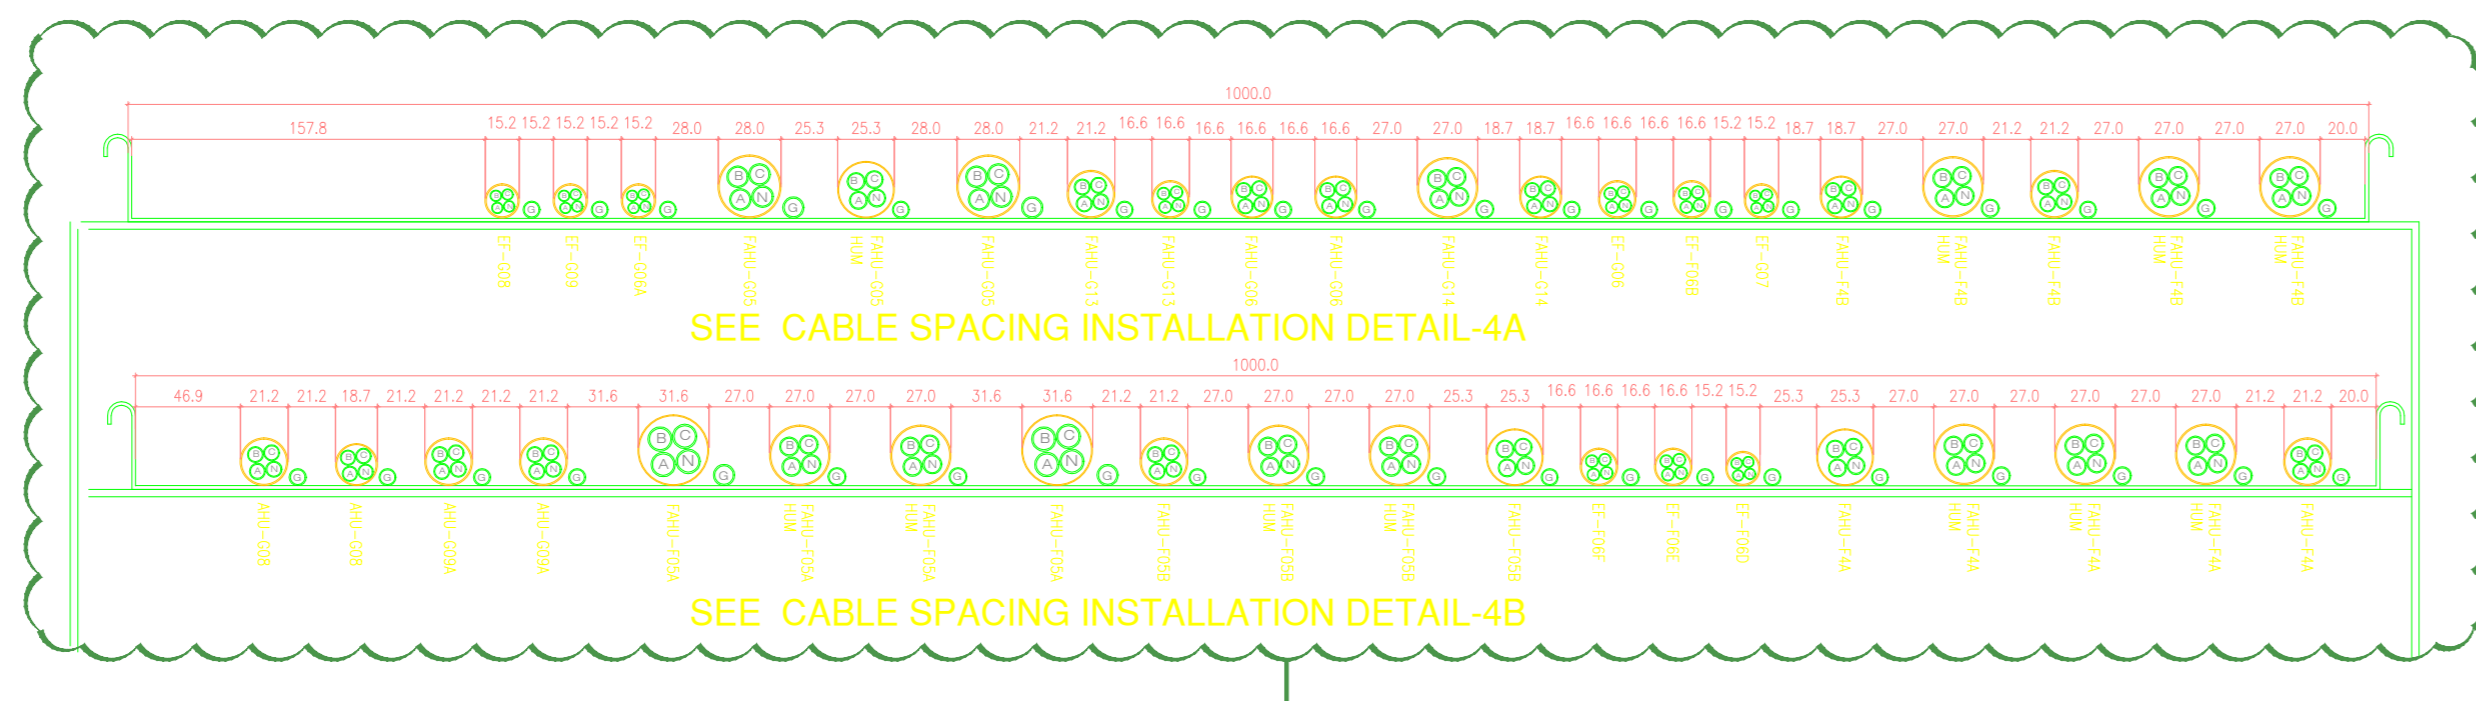 1000.0
157.8 15.2 15.2 15.2 15.2 15.2 28.0 28.0 25.3 25.3 28.0 28.0 21.2 21.2 16.6 16.6 16.6 16.6 16.6 16.6 27.0 27.0 18.7 18.7 16.6 16.6 16.6 16.6 15.2 15.2 18.7 18.7 27.0 27.0 21.2 21.2 27.0 27.0 27.0 27.0 20.0
B C A N G B C A N G B C A N G B C A N G B C A N G B C A N G B C A N G B C A N G B C A N G B C A N G B C A N G B C A N G B C A N G B C A N G B C A N G B C A N G B C A N G B C A N G B C A N G B C A N G
EF-G08
EF-G09
EF-G06A
FAHU-G05
FAHU-G05
HUM
FAHU-G05
FAHU-G13
FAHU-G13
FAHU-G06
FAHU-G06
FAHU-G14
FAHU-G14
EF-G06
EF-F06B
EF-G07
FAHU-F4B
FAHU-F4B
HUM
FAHU-F4B
FAHU-F4B
HUM
FAHU-F4B
HUM
SEE CABLE SPACING INSTALLATION DETAIL-4A
1000.0
46.9 21.2 21.2 18.7 21.2 21.2 21.2 21.2 31.6 31.6 27.0 27.0 27.0 27.0 31.6 31.6 21.2 21.2 27.0 27.0 27.0 27.0 25.3 25.3 16.6 16.6 16.6 16.6 15.2 15.2 25.3 25.3 27.0 27.0 27.0 27.0 27.0 27.0 21.2 21.2 20.0
B C A N G B C A N G B C A N G B C A N G B C A N G B C A N G B C A N G B C A N G B C A N G B C A N G B C A N G B C A N G B C A N G B C A N G B C A N G B C A N G B C A N G B C A N G B C A N G B C A N G
AHU-G08
AHU-G08
AHU-G09A
AHU-G09A
FAHU-F05A
FAHU-F05A
HUM
FAHU-F05A
HUM
FAHU-F05A
FAHU-F05B
FAHU-F05B
HUM
FAHU-F05B
HUM
FAHU-F05B
EF-F06F
EF-F06E
EF-F06D
FAHU-F4A
FAHU-F4A
HUM
FAHU-F4A
HUM
FAHU-F4A
HUM
FAHU-F4A
SEE CABLE SPACING INSTALLATION DETAIL-4B